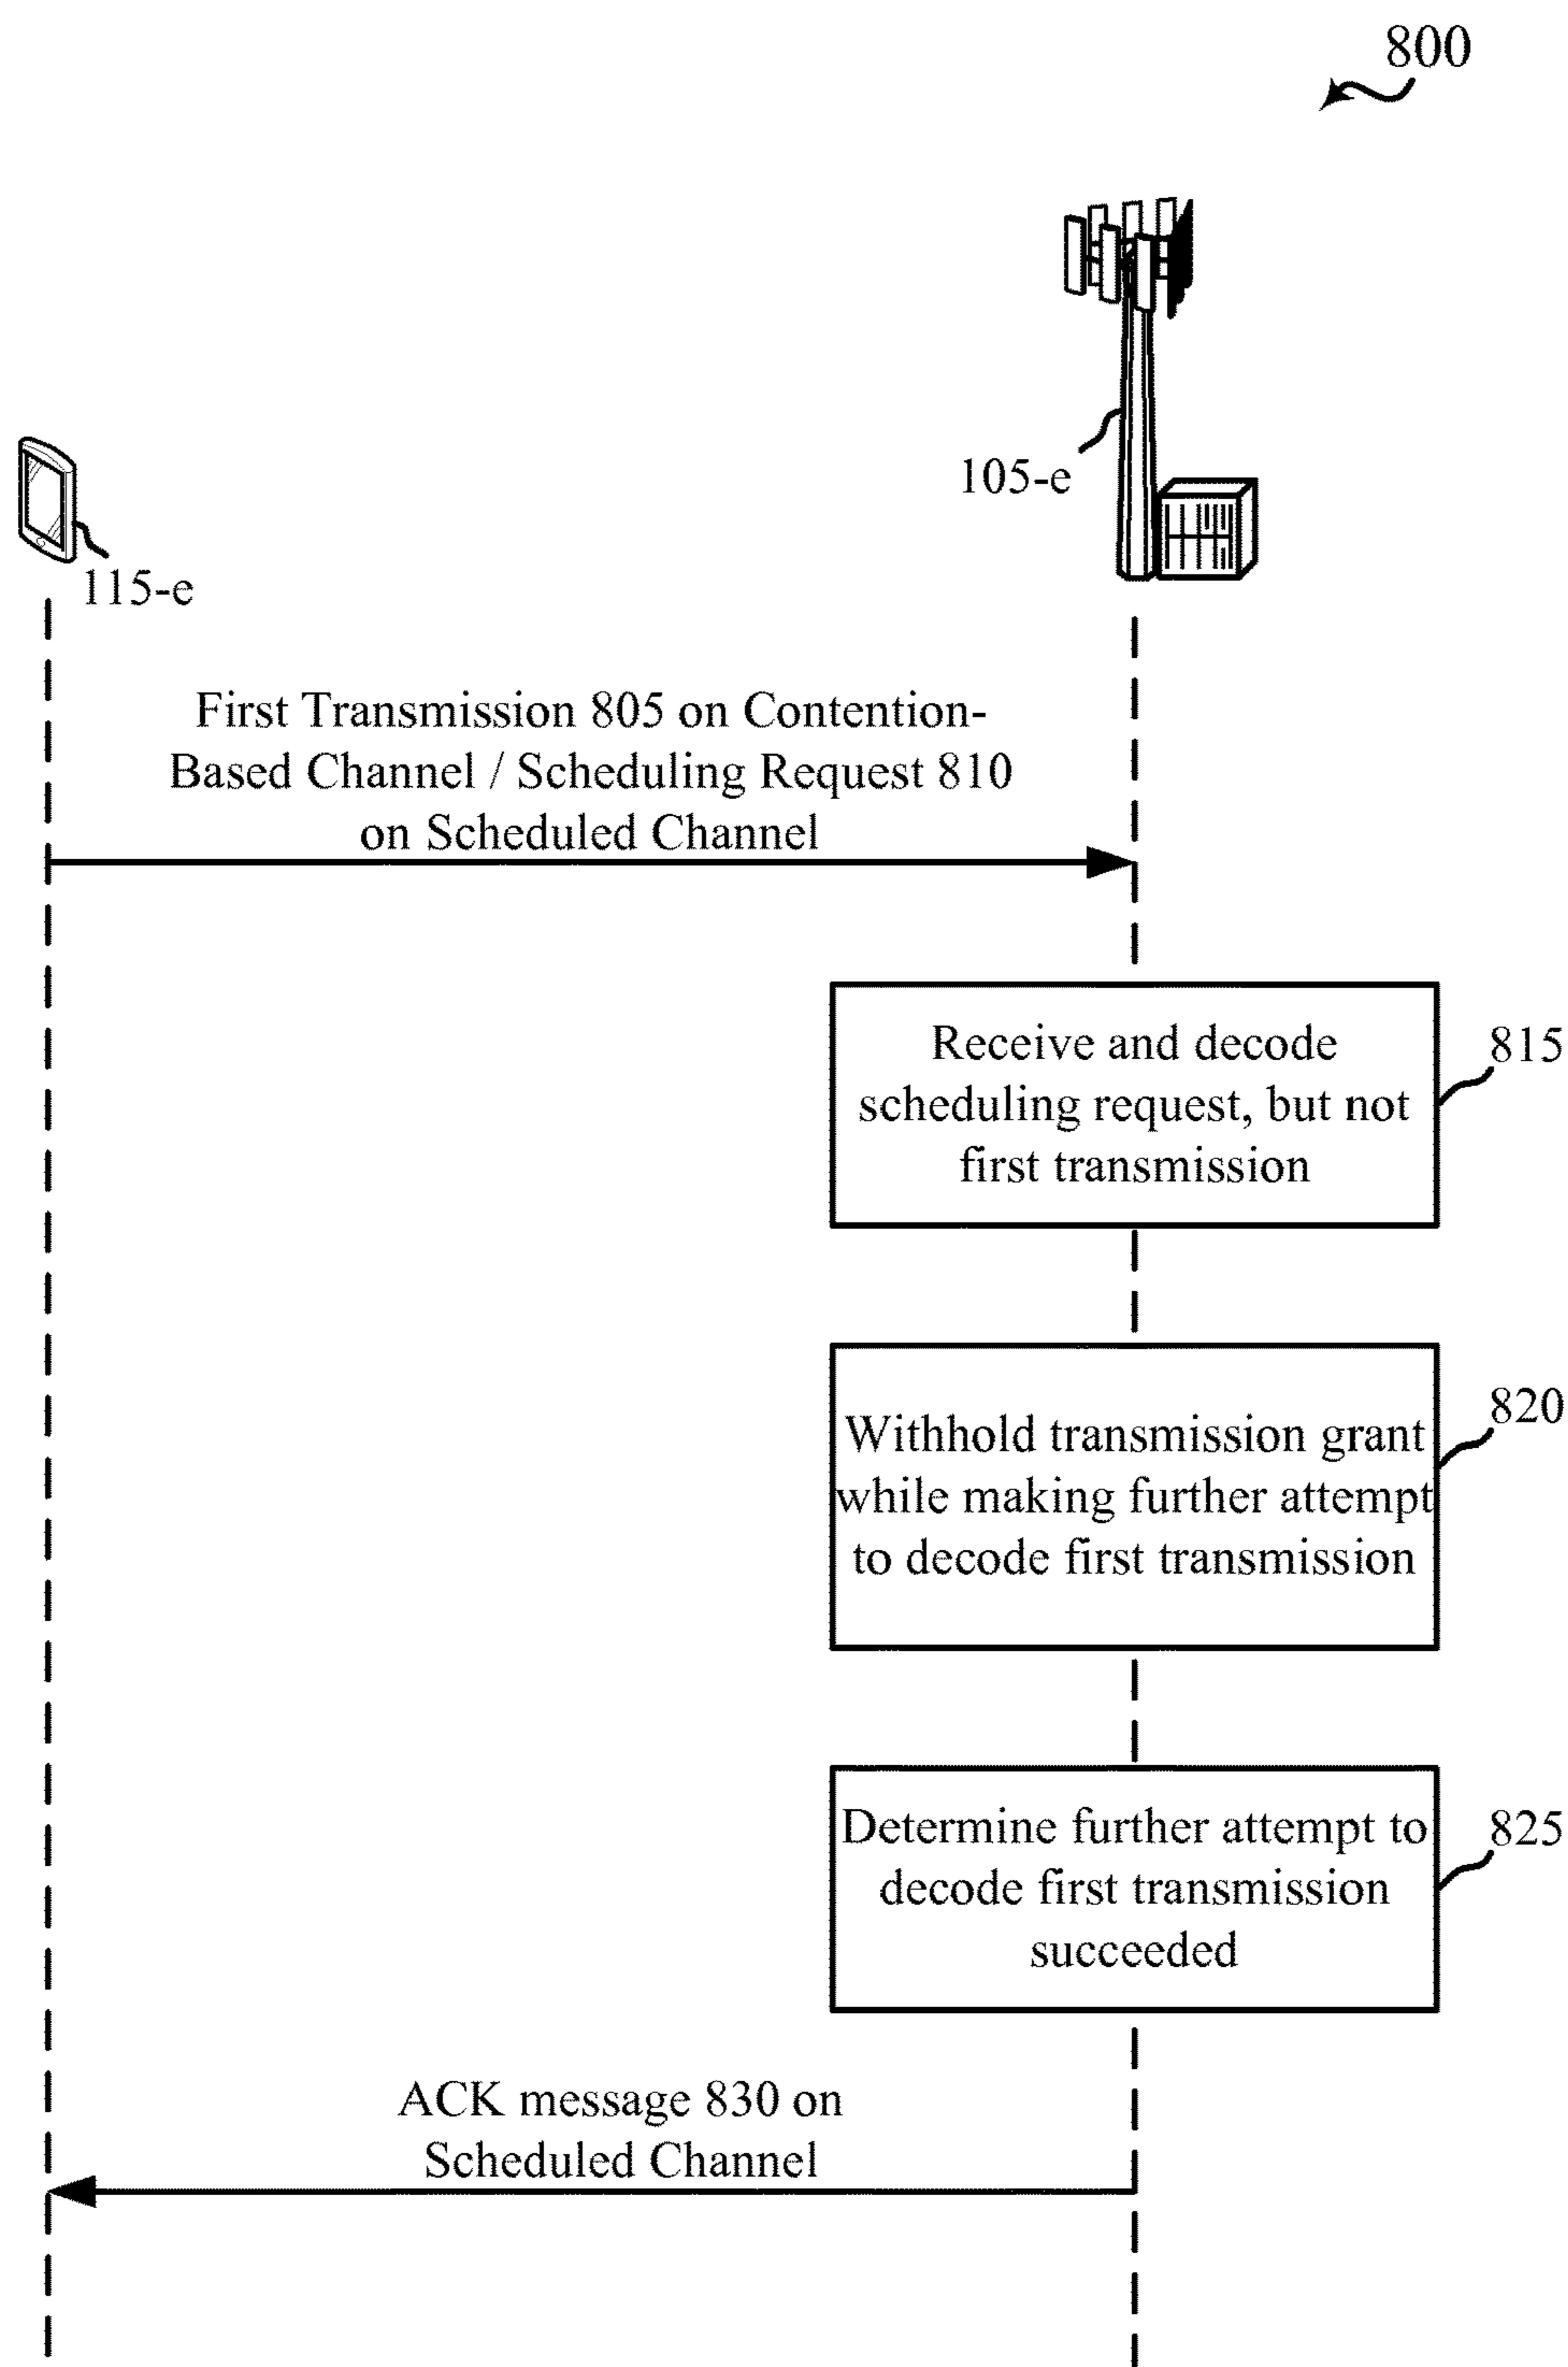 800
105-e
115-e
First Transmission 805 on Contention-
Based Channel / Scheduling Request 810
on Scheduled Channel
Receive and decode
scheduling request, but not
first transmission
815
Withhold transmission grant
while making further attempt
to decode first transmission
820
Determine further attempt to
decode first transmission
succeeded
825
ACK message 830 on
Scheduled Channel